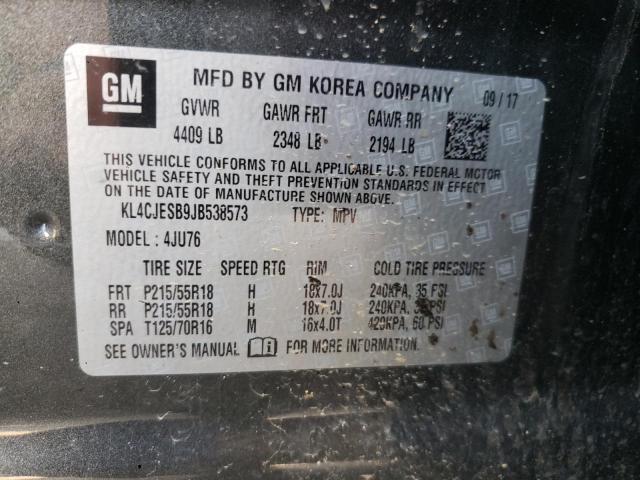 GM
MFD BY GM KOREA COMPANY 09 / 17
GVWR GAWR FRT GAWR RR
4409 LB 2348 LB 2194 LB
THIS VEHICLE CONFORMS TO ALL APPLICABLE U.S. FEDERAL MOTOR
VEHICLE SAFETY AND THEFT PREVENTION STANDARDS IN EFFECT
ON THE DATE OF MANUFACTURE SHOWN ABOVE.
KL4CJESB9JB538573 TYPE: MPV
MODEL : 4JU76
TIRE SIZE SPEED RTG RIM COLD TIRE PRESSURE
FRT P215/55R18 H 18x7.0J 240KPA, 35 PSI
RR P215/55R18 H 18x7.0J 240KPA, 35 PSI
SPA T125/70R16 M 16x4.0T 420KPA, 60 PSI
SEE OWNER'S MANUAL FOR MORE INFORMATION.